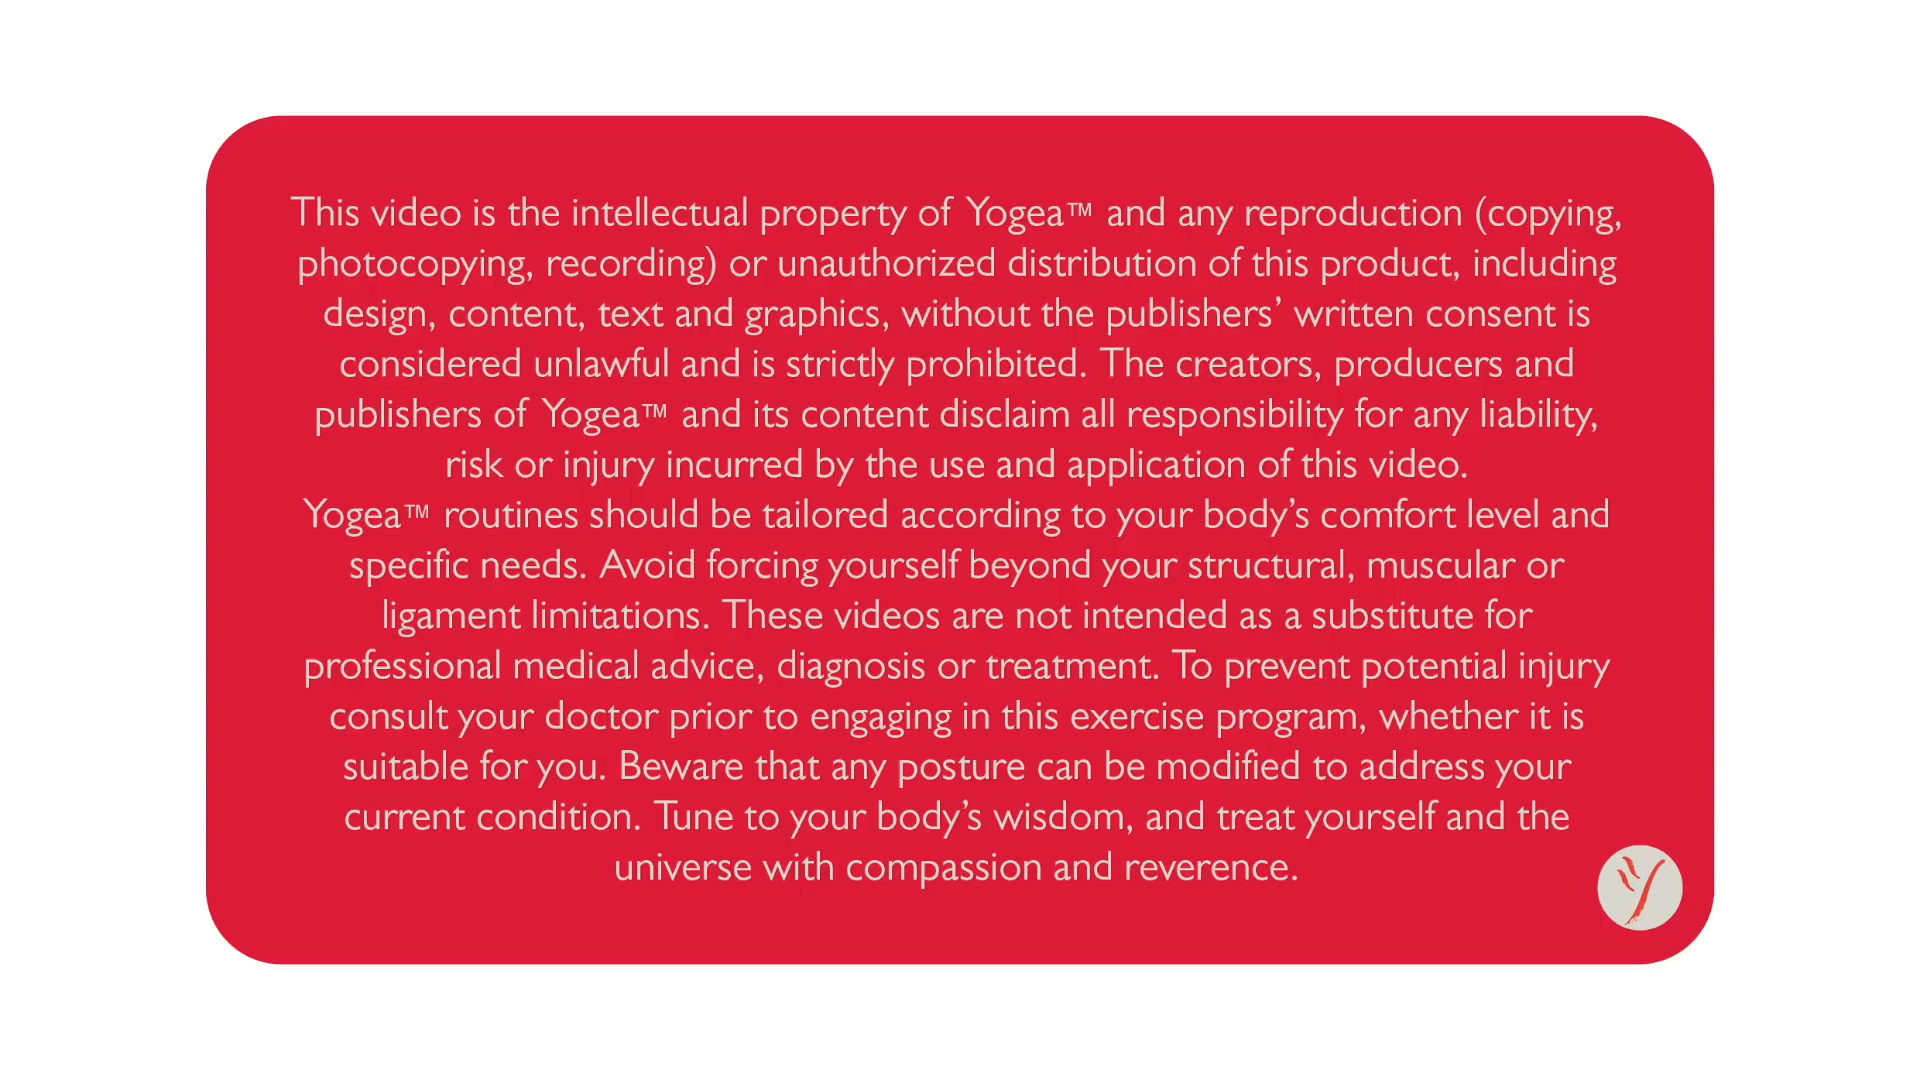 This video is the intellectual property of Yogea™ and any reproduction (copying,
photocopying, recording) or unauthorized distribution of this product, including
design, content, text and graphics, without the publishers’ written consent is
considered unlawful and is strictly prohibited. The creators, producers and
publishers of Yogea™ and its content disclaim all responsibility for any liability,
risk or injury incurred by the use and application of this video.
Yogea™ routines should be tailored according to your body’s comfort level and
specific needs. Avoid forcing yourself beyond your structural, muscular or
ligament limitations. These videos are not intended as a substitute for
professional medical advice, diagnosis or treatment. To prevent potential injury
consult your doctor prior to engaging in this exercise program, whether it is
suitable for you. Beware that any posture can be modified to address your
current condition. Tune to your body’s wisdom, and treat yourself and the
universe with compassion and reverence.
Y